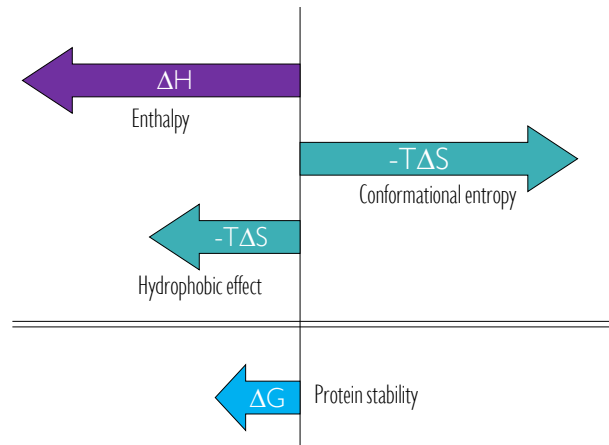 ΔH
Enthalpy
-TΔS
Conformational entropy
-TΔS
Hydrophobic effect
ΔG
Protein stability